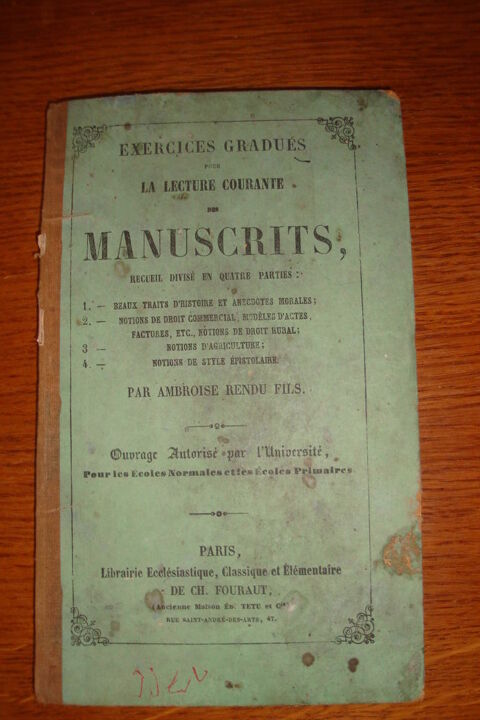 EXERCICES GRADUÉS
POUR
LA LECTURE COURANTE
DES
MANUSCRITS,
RECUEIL DIVISÉ EN QUATRE PARTIES :
1. — BEAUX TRAITS D'HISTOIRE ET ANECDOTES MORALES ;
2. — NOTIONS DE DROIT COMMERCIAL, MODÈLES D'ACTES,
FACTURES, ETC., NOTIONS DE DROIT RURAL ;
3 — NOTIONS D'AGRICULTURE ;
4. — NOTIONS DE STYLE ÉPISTOLAIRE.
PAR AMBROISE RENDU FILS.
Ouvrage Autorisé par l'Université,
Pour les Ecoles Normales et les Écoles Primaires
PARIS,
Librairie Ecclésiastique, Classique et Élémentaire
DE CH. FOURAUT,
(Ancienne Maison ÉD. TETU et Cie)
RUE SAINT-ANDRÉ-DES-ARTS, 47.